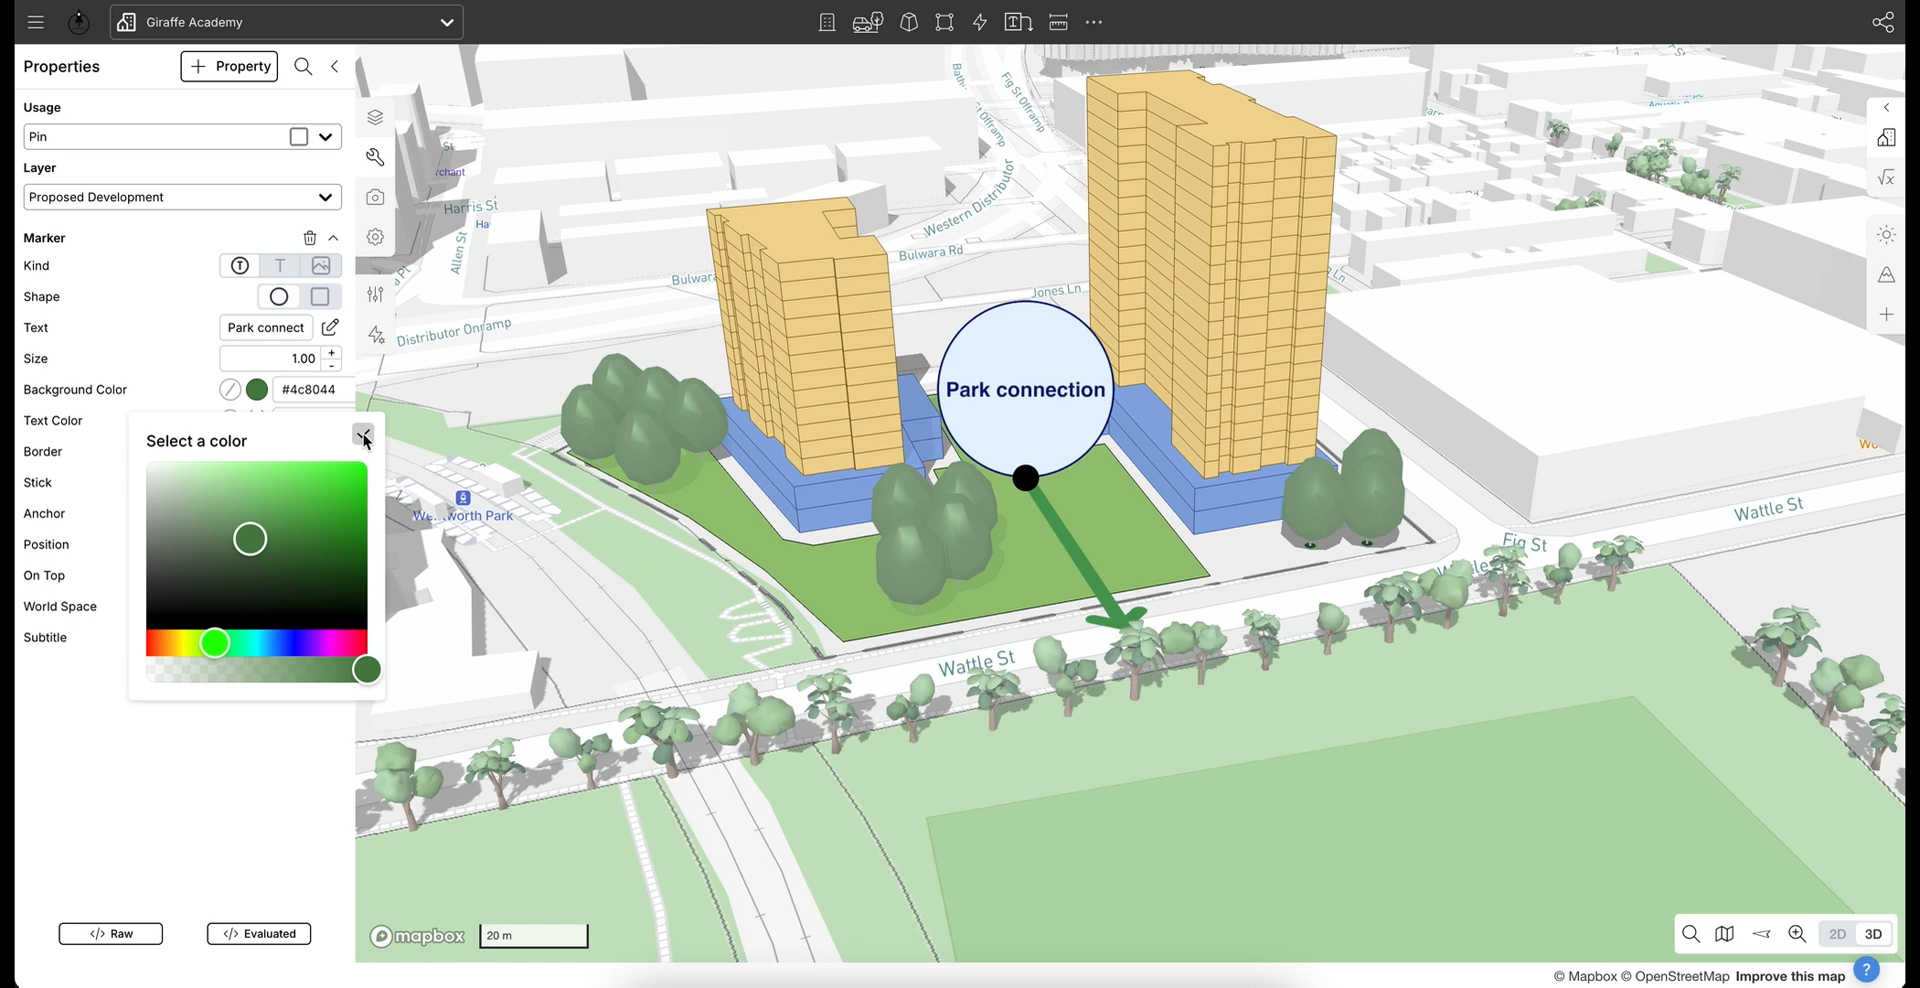 Giraffe Academy
Properties
Property
Usage
Pin
Layer
Proposed Development
Marker
Kind
Shape
Text
Park connect
Size
1.00
Background Color
#4c8044
Text Color
Border
Stick
Anchor
Position
On Top
World Space
Subtitle
Select a color
</> Raw
</> Evaluated
Harris St
Allen St
Distributor Onramp
Bulwara Rd
Western Distributor
Fig St Offramp
Jones Ln
Park connection
Wattle St
Fig St
Wattle St
mapbox
20 m
2D
3D
© Mapbox © OpenStreetMap Improve this map
?